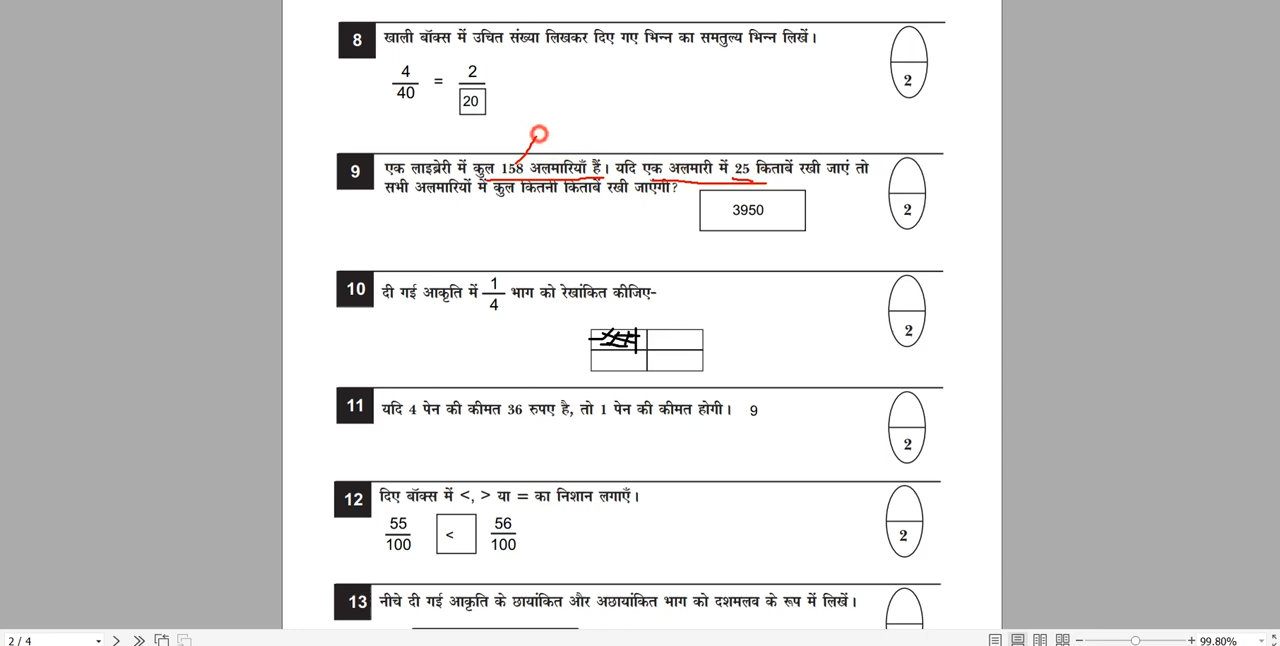 8 खाली बॉक्स में उचित संख्या लिखकर दिए गए भिन्न का समतुल्य भिन्न लिखें।
4/40 = 2/20
2
9 एक लाइब्रेरी में कुल 158 अलमारियाँ हैं। यदि एक अलमारी में 25 किताबें रखी जाएं तो
सभी अलमारियों में कुल कितनी किताबें रखी जाएंगी?
3950
2
10 दी गई आकृति में 1/4 भाग को रेखांकित कीजिए-
2
11 यदि 4 पेन की कीमत 36 रुपए है, तो 1 पेन की कीमत होगी। 9
2
12 दिए बॉक्स में <, > या = का निशान लगाएँ।
55/100 < 56/100
2
13 नीचे दी गई आकृति के छायांकित और अछायांकित भाग को दशमलव के रूप में लिखें।
2 / 4
99.80%